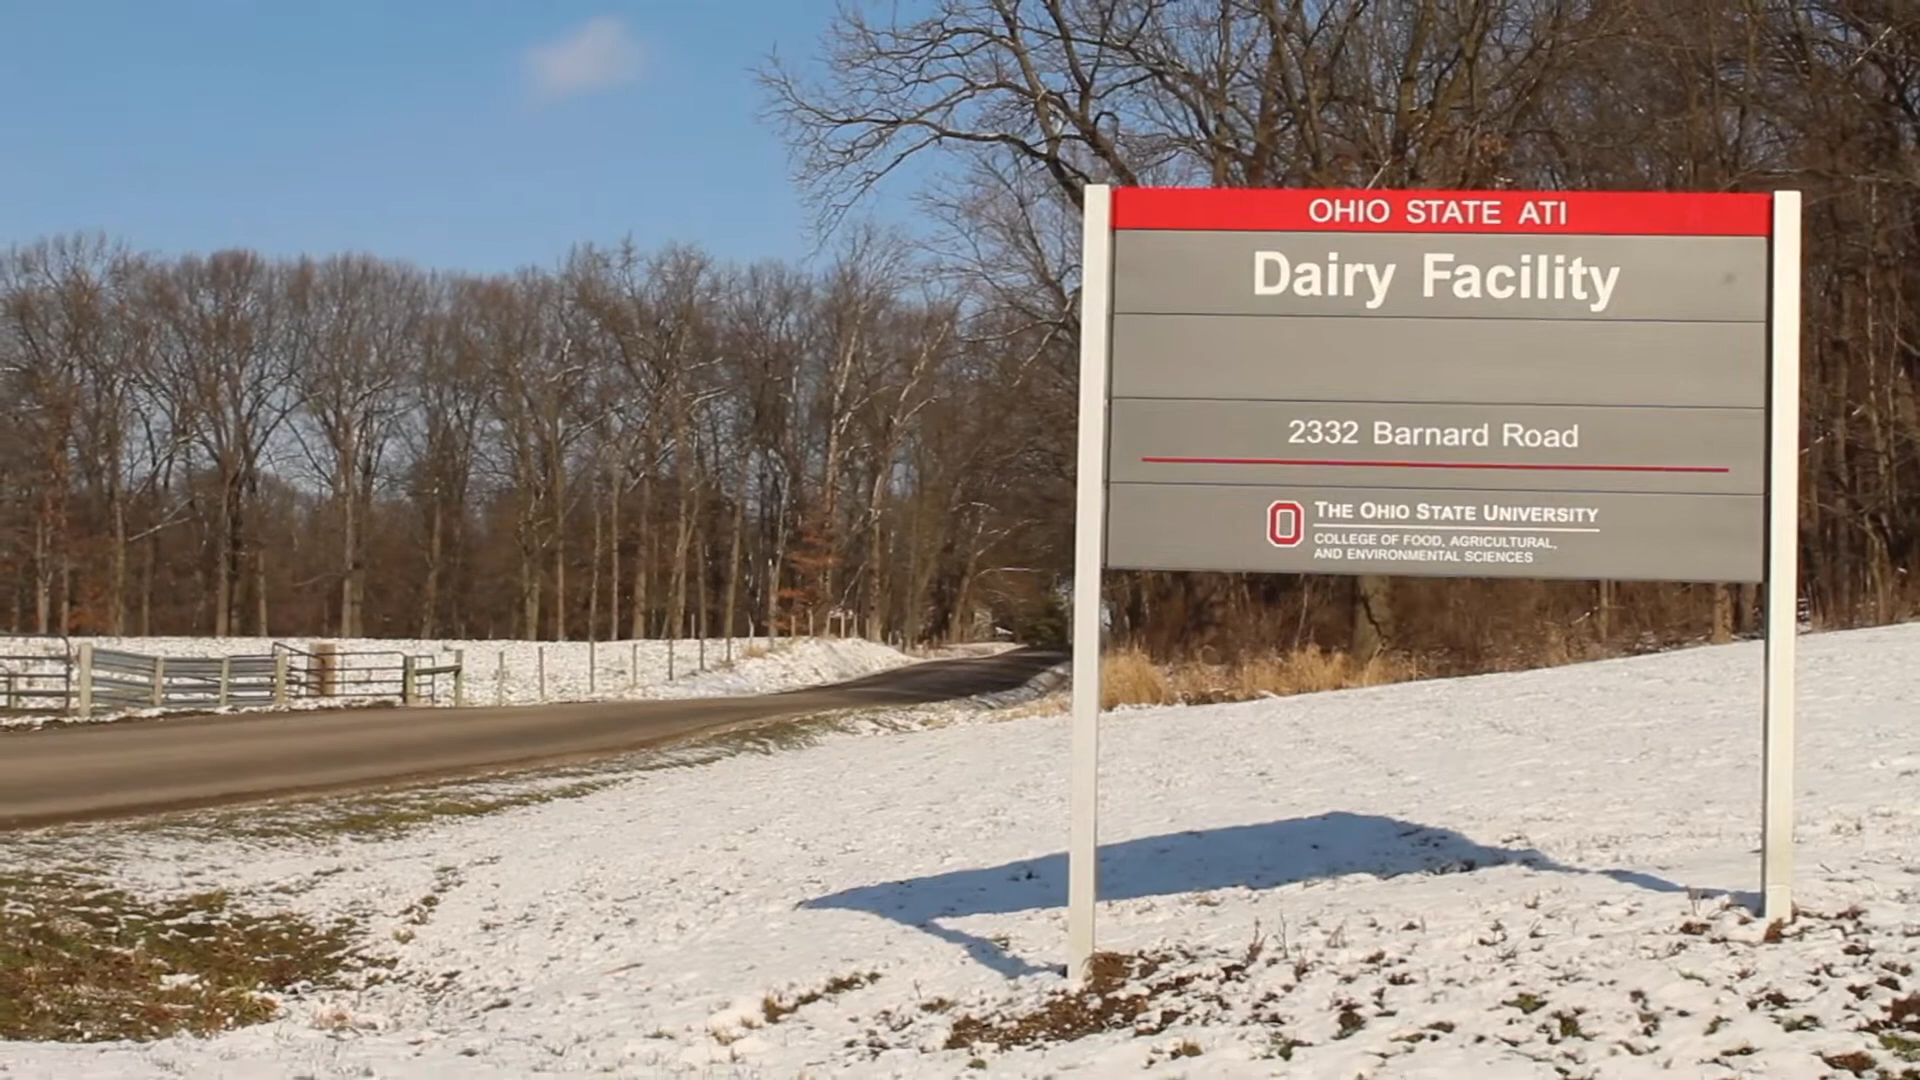 OHIO STATE ATI
Dairy Facility
2332 Barnard Road
THE OHIO STATE UNIVERSITY
COLLEGE OF FOOD, AGRICULTURAL,
AND ENVIRONMENTAL SCIENCES